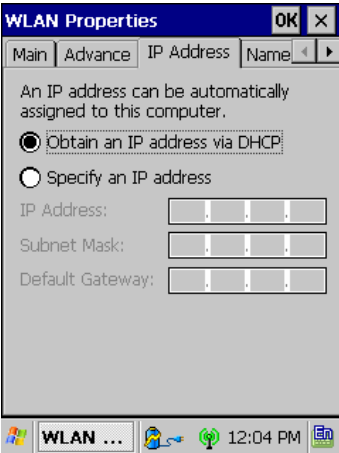 WLAN Properties OK
Main Advance IP Address Name
An IP address can be automatically
assigned to this computer.
Obtain an IP address via DHCP
Specify an IP address
IP Address: . . .
Subnet Mask: . . .
Default Gateway: . . .
WLAN ... 12:04 PM En